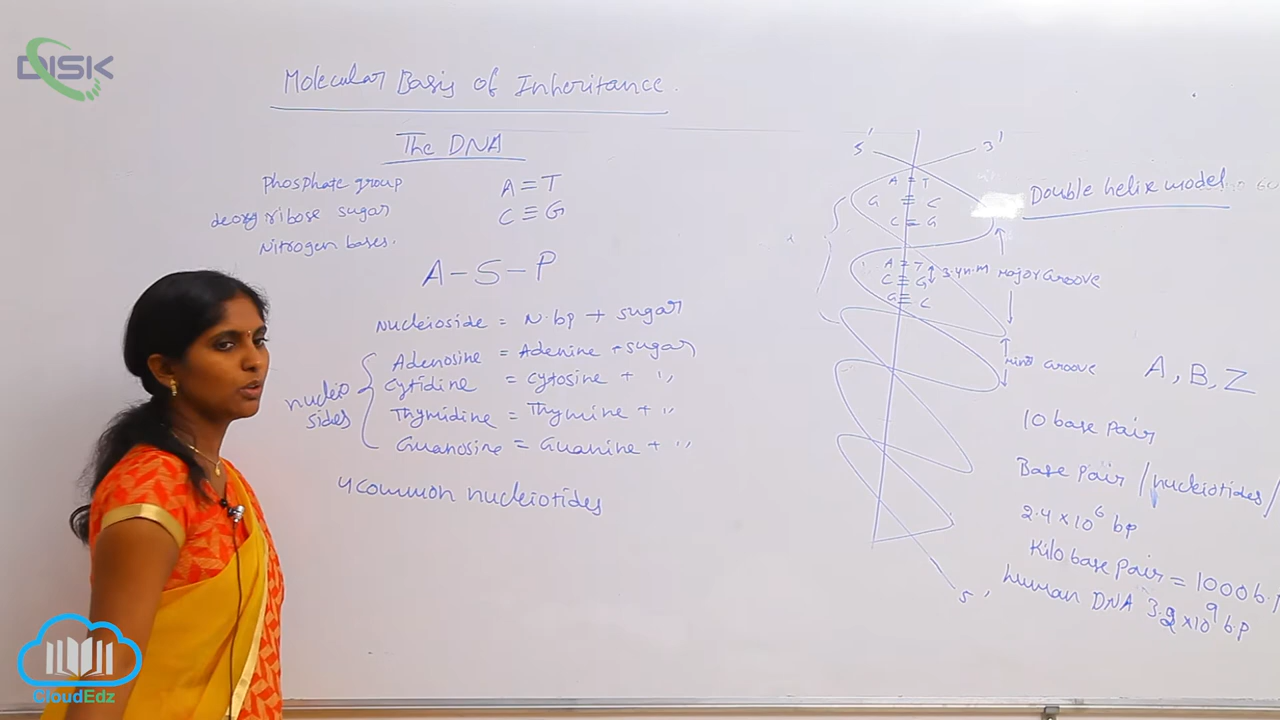 DISK
Molecular Basis of Inheritance.
The DNA
Phosphate group
deoxy ribose sugar
Nitrogen bases.
A = T
C ≡ G
A - S - P
Nucleioside = N.bp + sugar
nucleio
sides
Adenosine = Adenine + sugar
Cytidine = Cytosine + ,,
Thymidine = Thymine + ,,
Guanosine = Guanine + ,,
4 common nucleiotides
5' 3'
A = T
G ≡ C
C ≡ G
A = T
C ≡ G
G ≡ C
3.4 n.m
Double helix model
major Groove
minor Groove
A, B, Z
10 base pair
Base pair / nucleiotides /
2.4 x 10⁶ bp
Kilo base pair = 1000 b.p
human DNA 3.2 x 10⁹ b.p
5'
CloudEdz